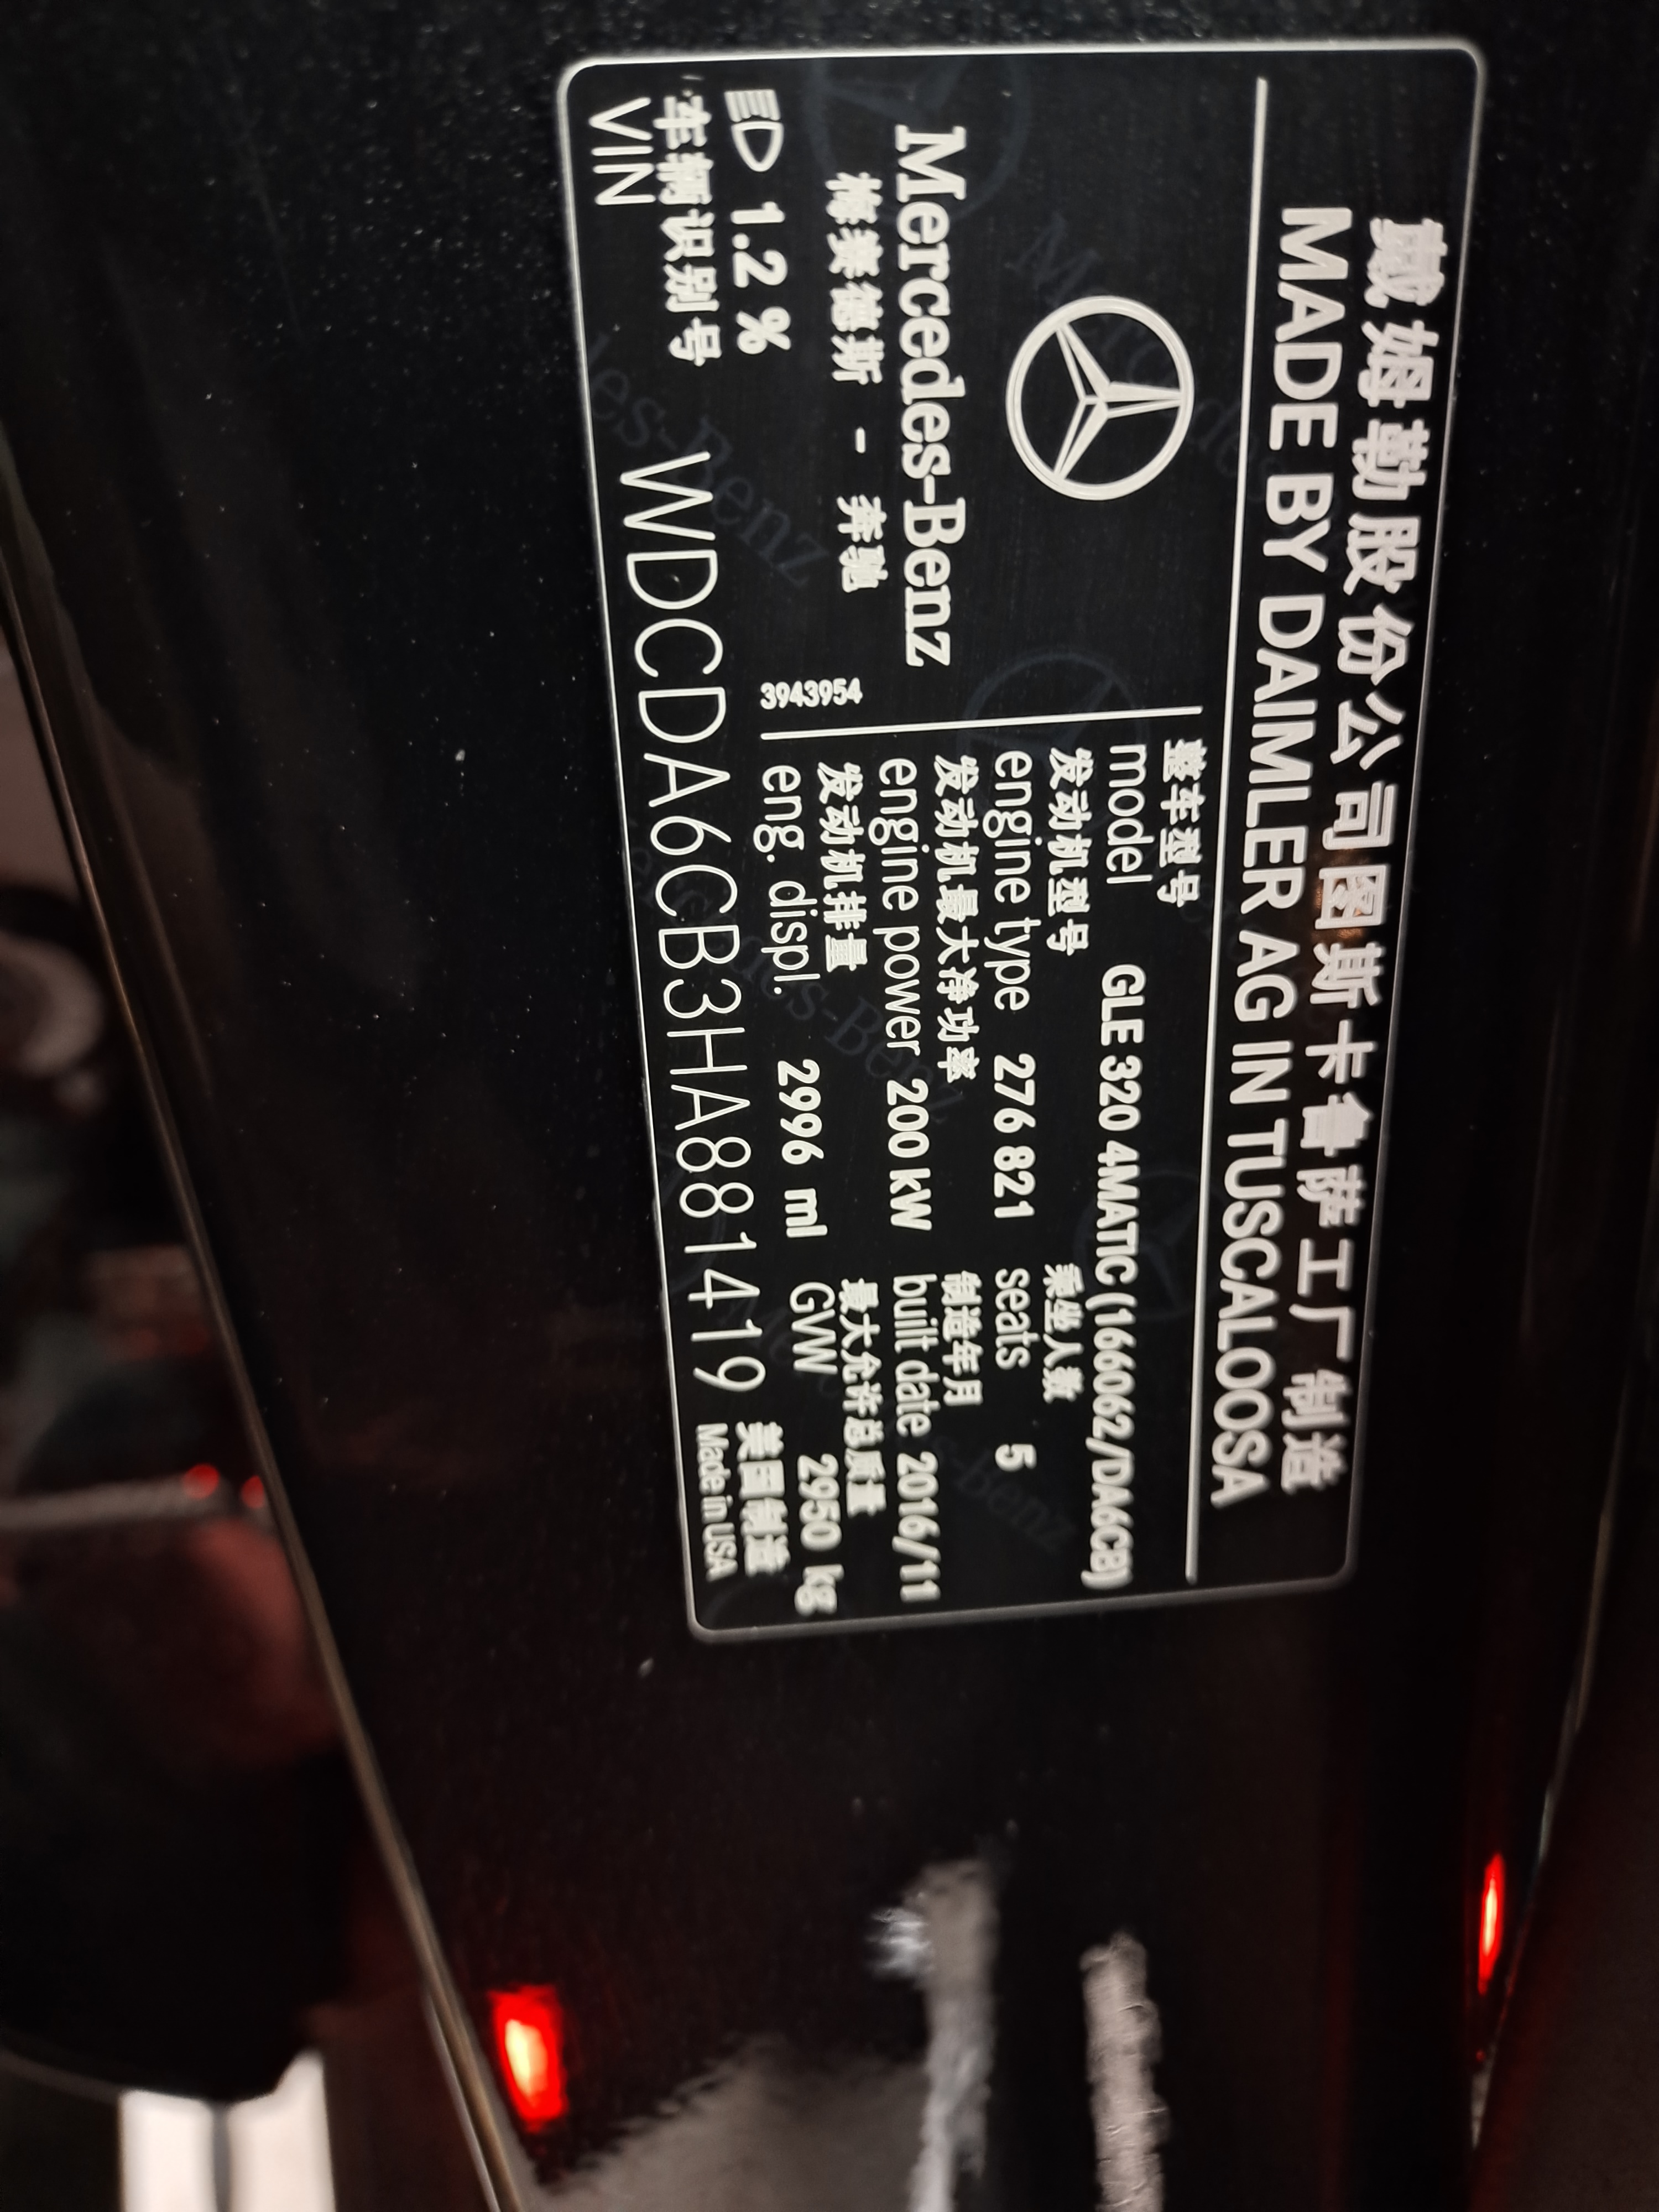 戴姆勒股份公司图斯卡鲁萨工厂制造
MADE BY DAIMLER AG IN TUSCALOOSA
Mercedes-Benz
梅赛德斯 - 奔驰
1.2 %
3943954
整车型号
model GLE 320 4MATIC (166062/DA6CB)
发动机型号 乘坐人数
engine type 276 821 seats 5
发动机最大净功率 制造年月
engine power 200 kW built date 2016/11
发动机排量 最大允许总质量
eng. displ. 2996 ml GVW 2950 kg
车辆识别号 美国制造
VIN WDCDA6CB3HA881419 Made in USA